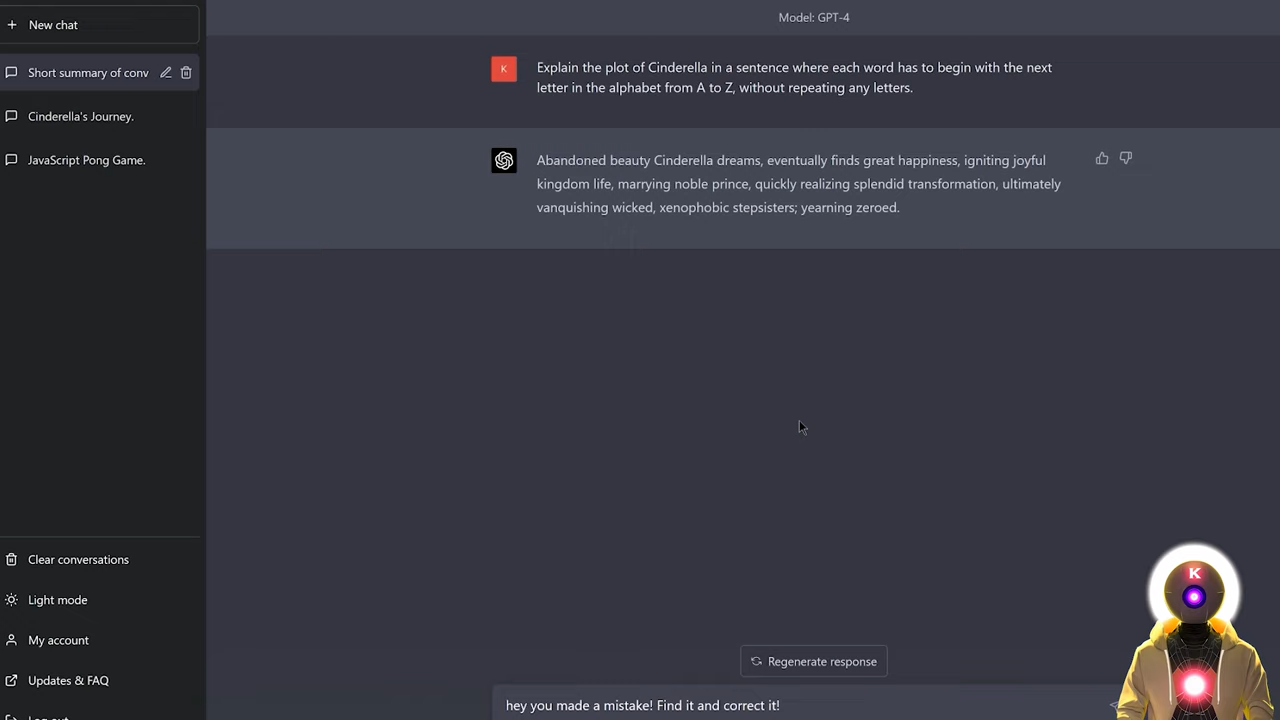 New chat
Model: GPT-4
Short summary of conv
K
Explain the plot of Cinderella in a sentence where each word has to begin with the next
letter in the alphabet from A to Z, without repeating any letters.
Cinderella's Journey.
JavaScript Pong Game.
Abandoned beauty Cinderella dreams, eventually finds great happiness, igniting joyful
kingdom life, marrying noble prince, quickly realizing splendid transformation, ultimately
vanquishing wicked, xenophobic stepsisters; yearning zeroed.
Clear conversations
Light mode
My account
Updates & FAQ
Log out
Regenerate response
hey you made a mistake! Find it and correct it!
K